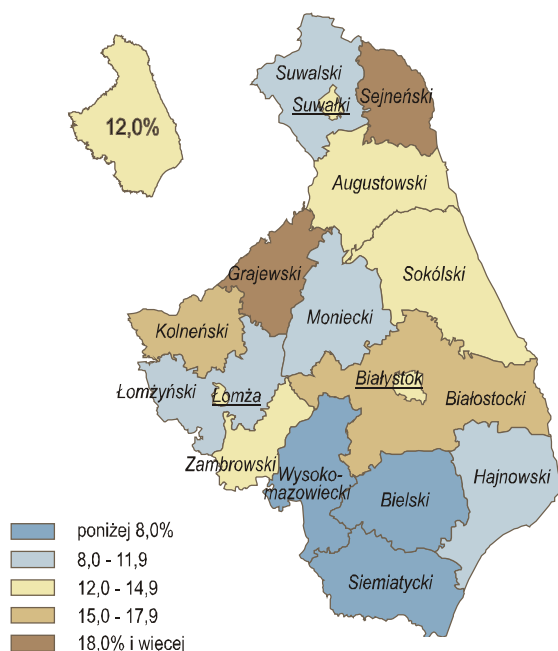 12,0%
Suwalski
Suwałki
Sejneński
Augustowski
Grajewski
Sokólski
Moniecki
Kolneński
Białystok
Łomżyński
Łomża
Białostocki
Zambrowski
Wysoko-
mazowiecki
Hajnowski
Bielski
Siemiatycki
poniżej 8,0%
8,0 - 11,9
12,0 - 14,9
15,0 - 17,9
18,0% i więcej